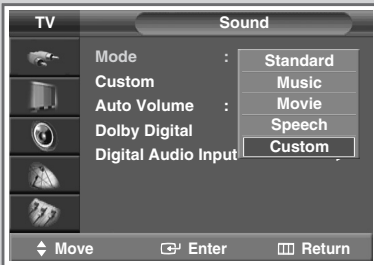 TV Sound
Mode : Standard
Custom Music
Auto Volume : Movie
Dolby Digital Speech
Digital Audio Input Custom
Move Enter Return